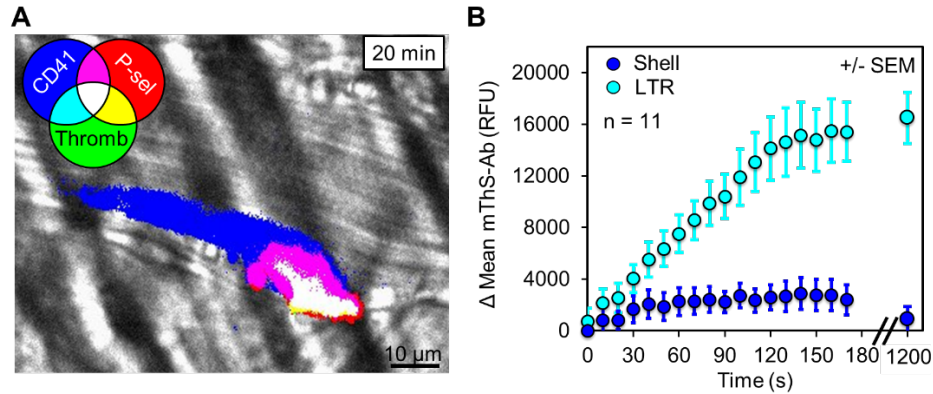 A
CD41
P-sel
Thromb
20 min
10 µm
B
Shell
LTR
n = 11
+/- SEM
Δ Mean mThS-Ab (RFU)
20000
16000
12000
8000
4000
0
0
30
60
90
120
150
180
1200
Time (s)